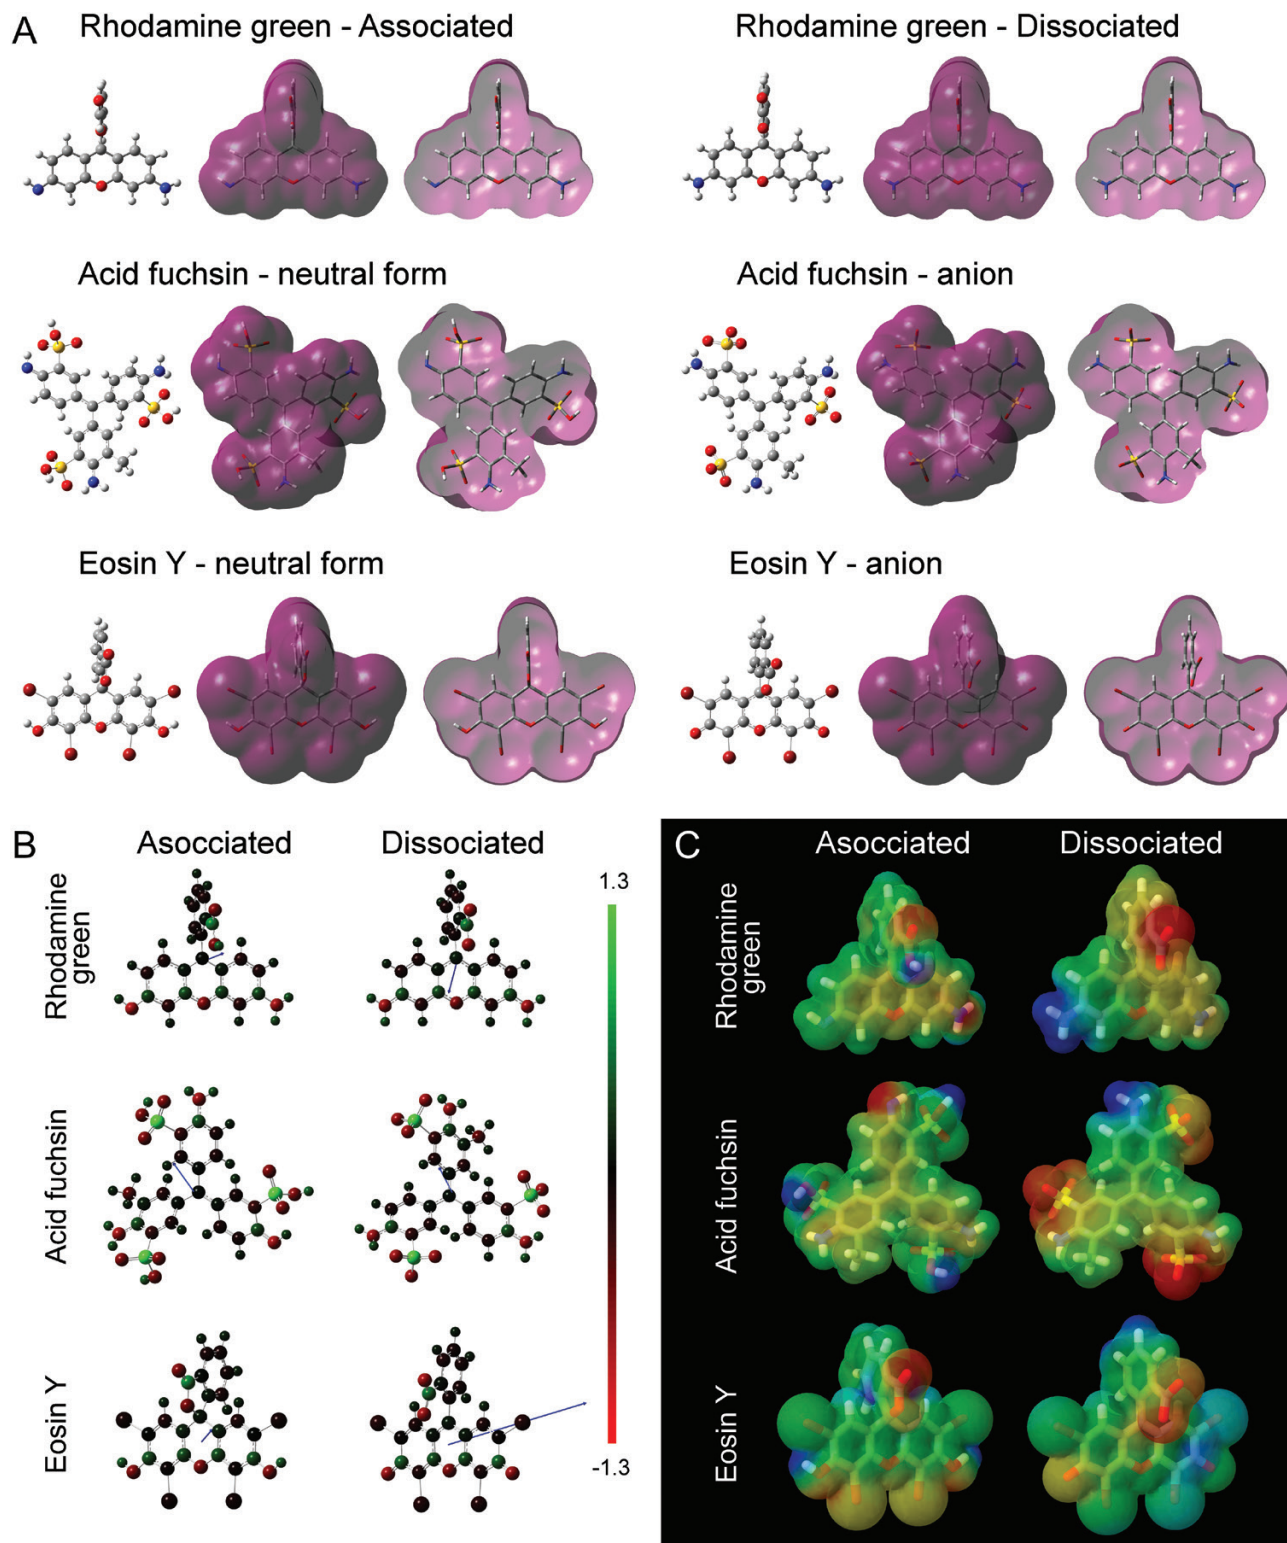 A
Rhodamine green - Associated
Rhodamine green - Dissociated
Acid fuchsin - neutral form
Acid fuchsin - anion
Eosin Y - neutral form
Eosin Y - anion
B
Asocciated
Dissociated
Rhodamine
green
Acid fuchsin
Eosin Y
1.3
-1.3
C
Asocciated
Dissociated
Rhodamine
green
Acid fuchsin
Eosin Y